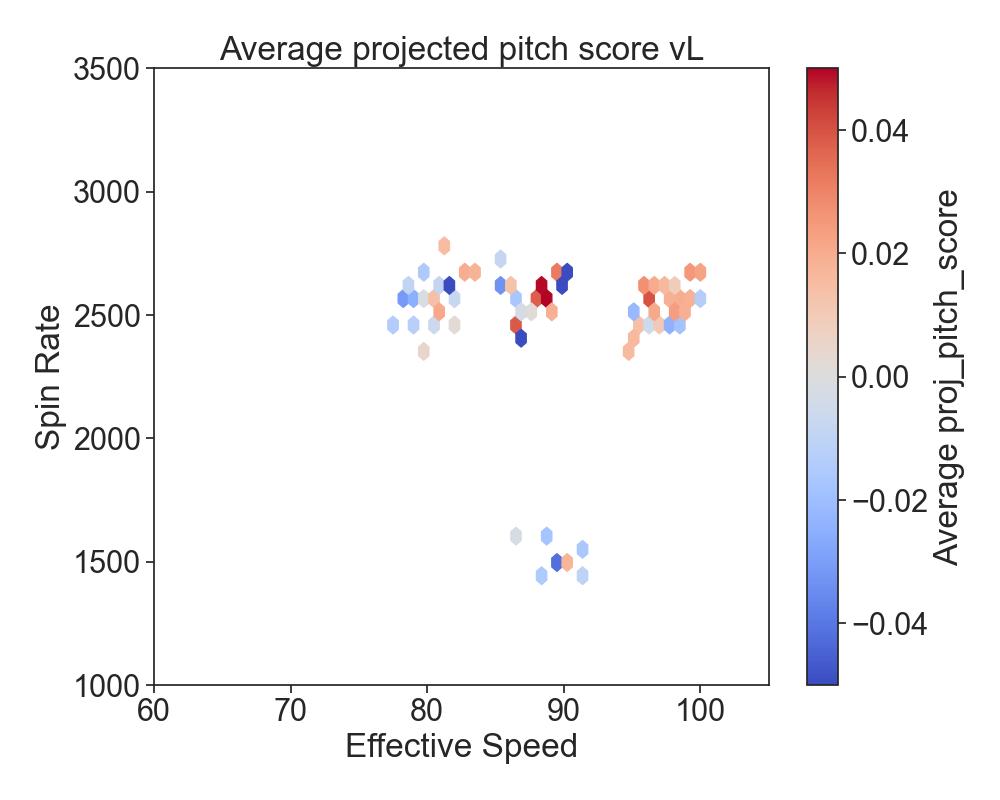 Average projected pitch score vL
3500
3000
2500
2000
1500
1000
Spin Rate
60 70 80 90 100
Effective Speed
0.04
0.02
0.00
−0.02
−0.04
Average proj_pitch_score